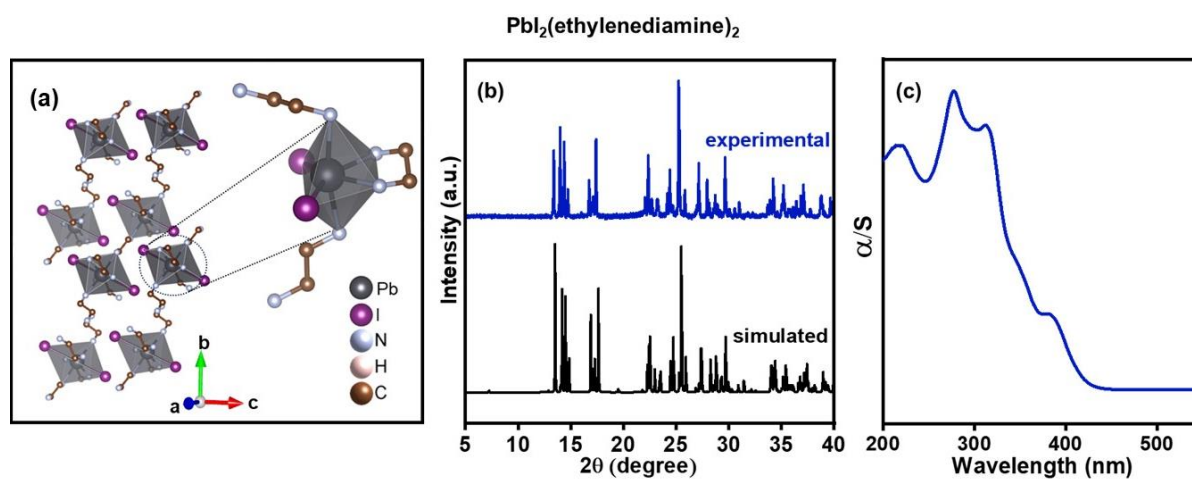 PbI₂(ethylenediamine)₂
(a)
Pb
I
N
H
C
b
a
c
(b)
experimental
simulated
Intensity (a.u.)
5 10 15 20 25 30 35 40
2θ (degree)
(c)
α/S
200 300 400 500
Wavelength (nm)